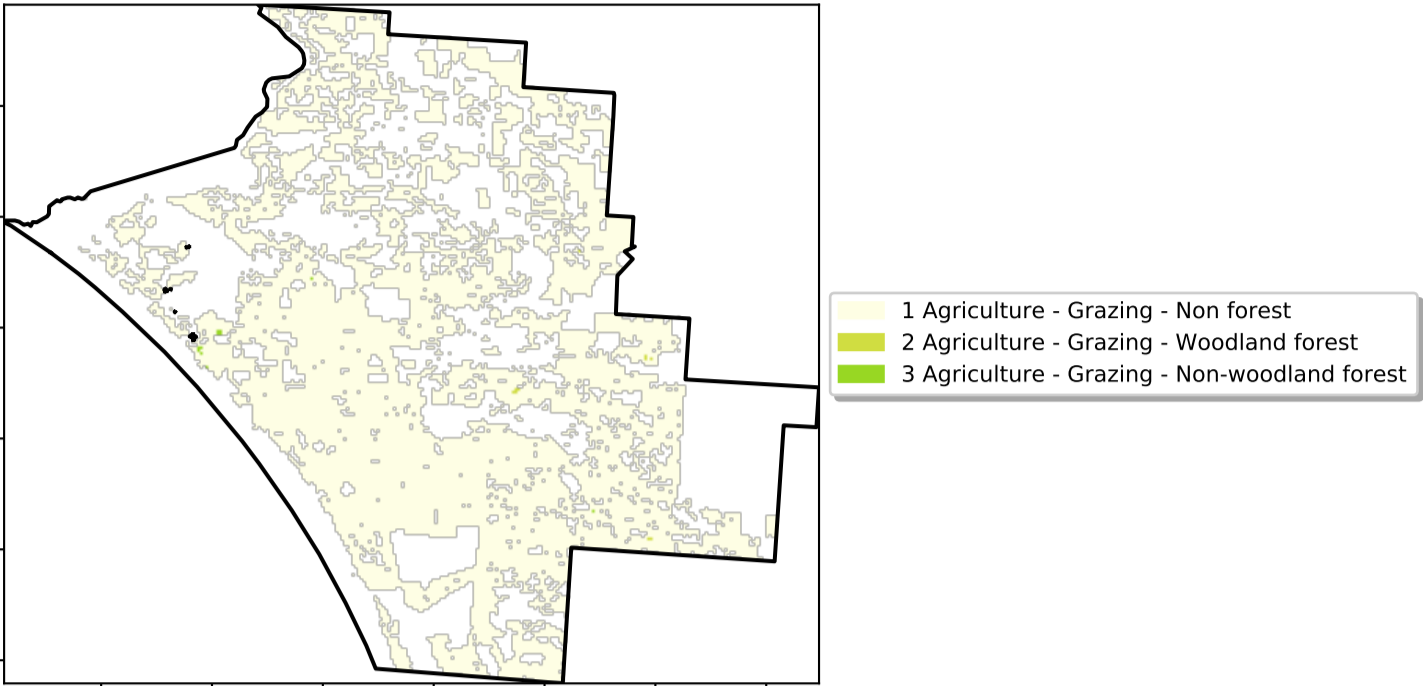 1 Agriculture - Grazing - Non forest
2 Agriculture - Grazing - Woodland forest
3 Agriculture - Grazing - Non-woodland forest